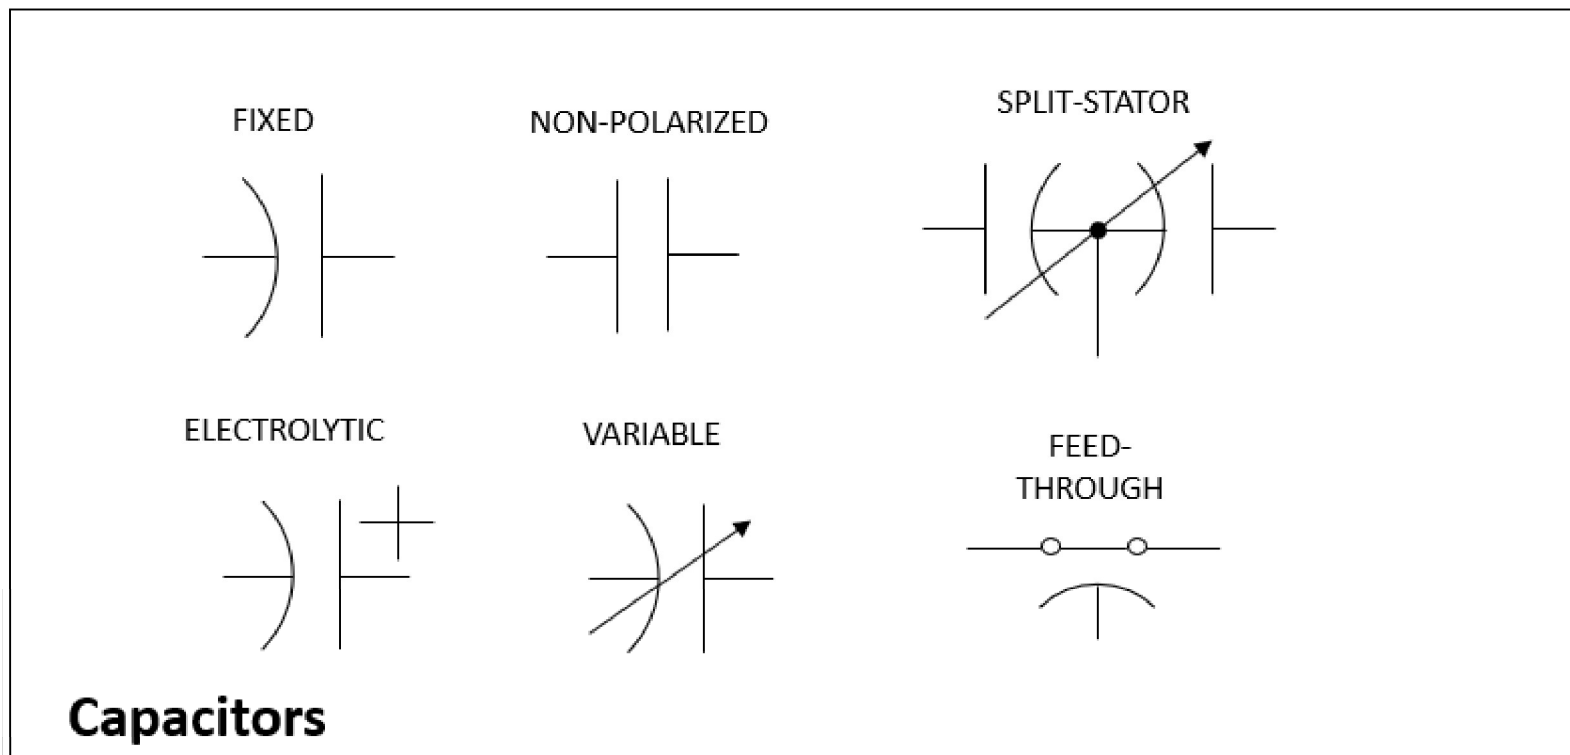 FIXED
NON-POLARIZED
SPLIT-STATOR
ELECTROLYTIC
VARIABLE
FEED-
THROUGH
Capacitors